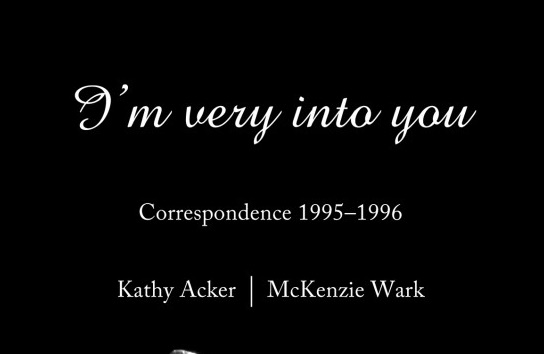 I’m very into you
Correspondence 1995–1996
Kathy Acker | McKenzie Wark